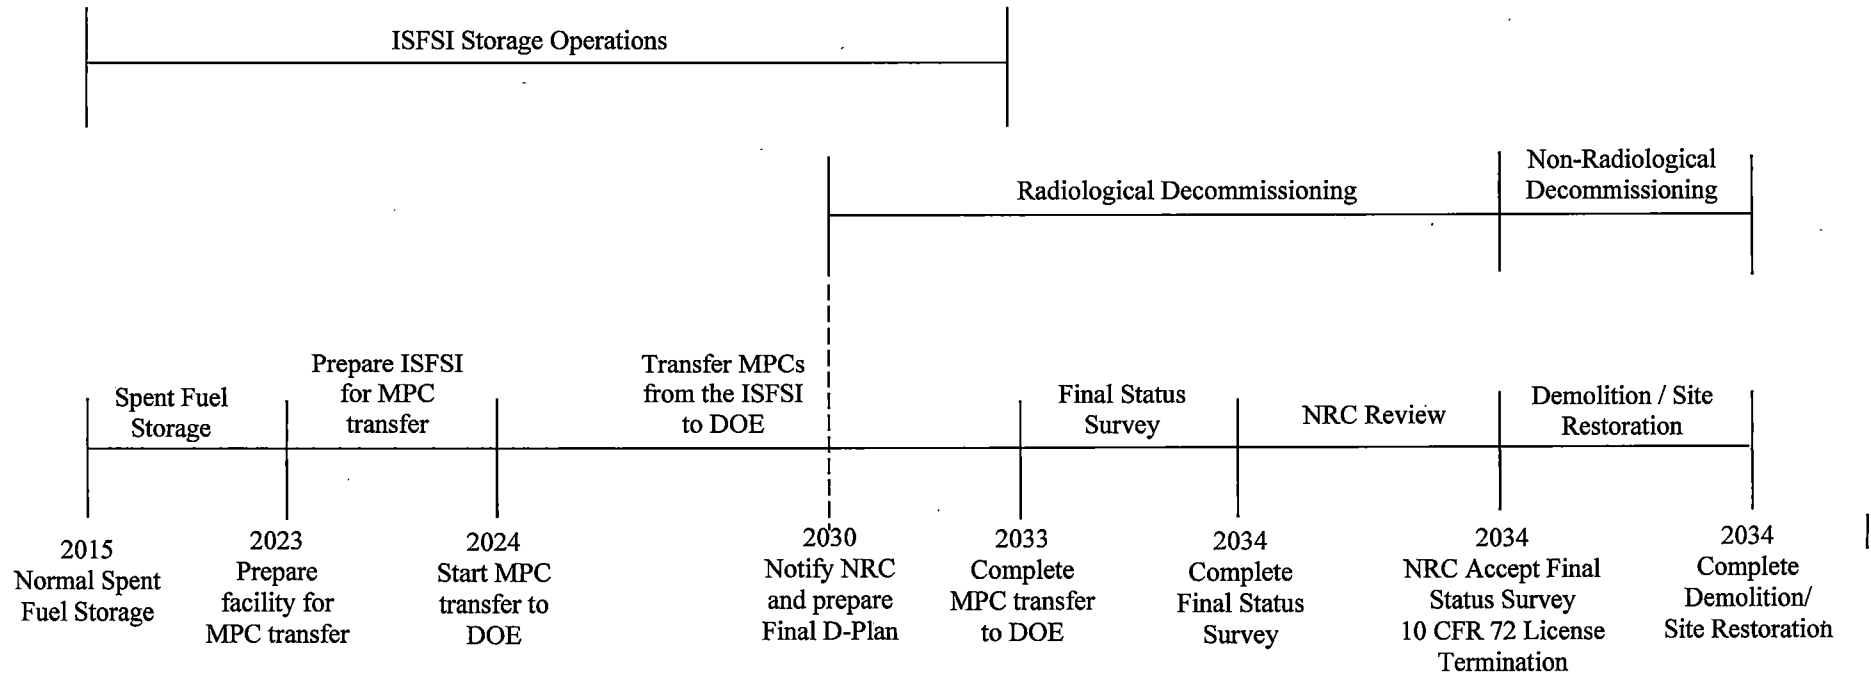 ISFSI Storage Operations
Radiological Decommissioning
Non-Radiological
Decommissioning
Spent Fuel
Storage
Prepare ISFSI
for MPC
transfer
Transfer MPCs
from the ISFSI
to DOE
Final Status
Survey
NRC Review
Demolition / Site
Restoration
2015
Normal Spent
Fuel Storage
2023
Prepare
facility for
MPC transfer
2024
Start MPC
transfer to
DOE
2030
Notify NRC
and prepare
Final D-Plan
2033
Complete
MPC transfer
to DOE
2034
Complete
Final Status
Survey
2034
NRC Accept Final
Status Survey
10 CFR 72 License
Termination
2034
Complete
Demolition/
Site Restoration